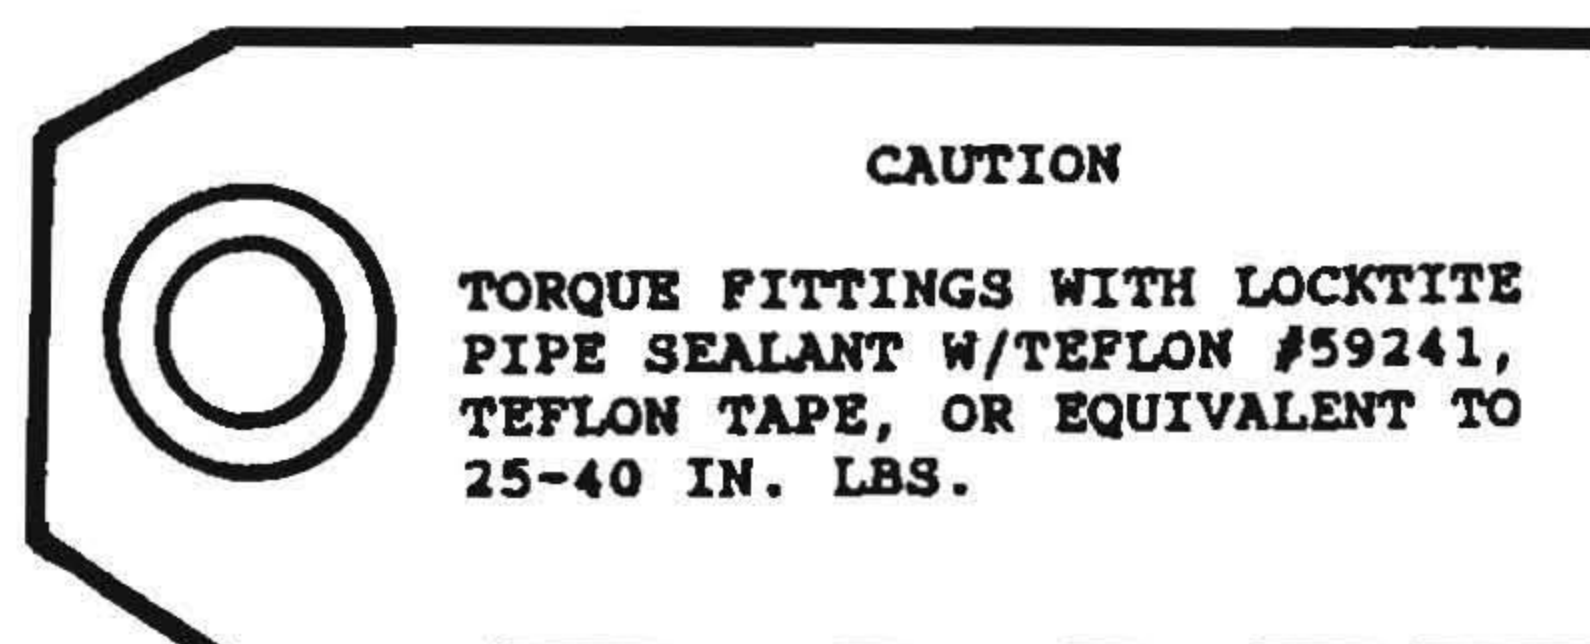 CAUTION
TORQUE FITTINGS WITH LOCKTITE
PIPE SEALANT W/TEFLON #59241,
TEFLON TAPE, OR EQUIVALENT TO
25-40 IN. LBS.